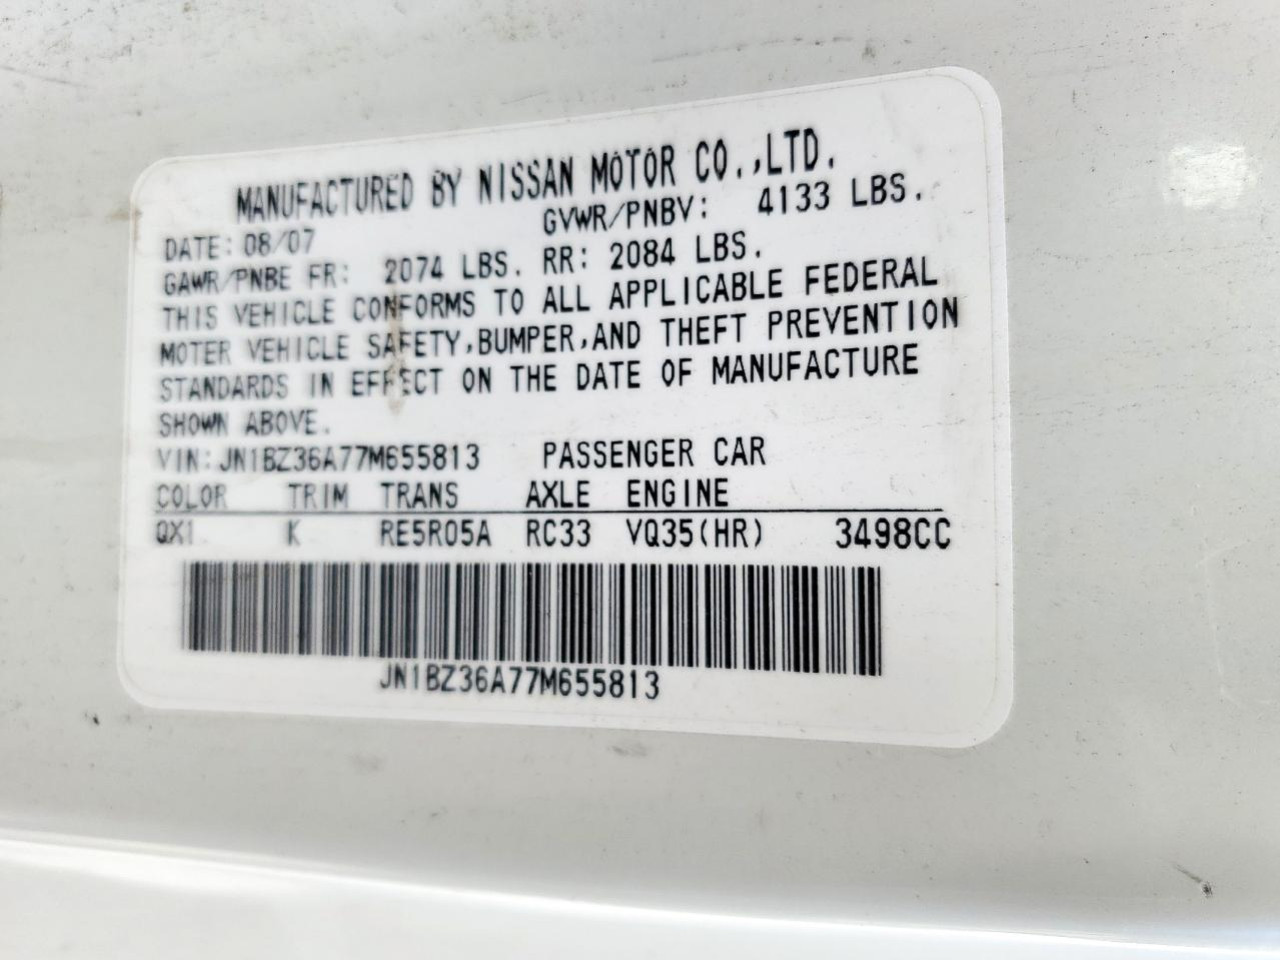 MANUFACTURED BY NISSAN MOTOR CO.,LTD.
DATE: 08/07 GVWR/PNBV: 4133 LBS.
GAWR/PNBE FR: 2074 LBS. RR: 2084 LBS.
THIS VEHICLE CONFORMS TO ALL APPLICABLE FEDERAL
MOTER VEHICLE SAFETY,BUMPER,AND THEFT PREVENTION
STANDARDS IN EFFECT ON THE DATE OF MANUFACTURE
SHOWN ABOVE.
VIN:JN1BZ36A77M655813 PASSENGER CAR
COLOR TRIM TRANS AXLE ENGINE
QX1 K RE5R05A RC33 VQ35(HR) 3498CC
JN1BZ36A77M655813